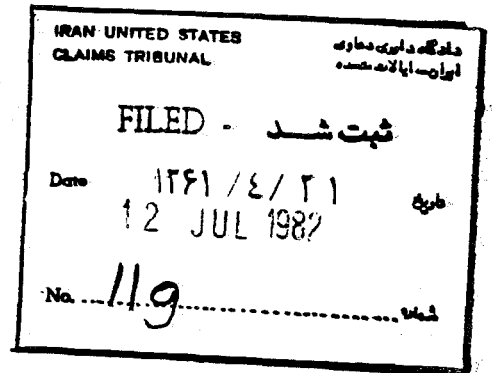 IRAN UNITED STATES دادگاه داوری دعاوی
CLAIMS TRIBUNAL ایران - ایالات متحده
FILED - ثبت شد
Date ۱۳۶۱ /٤/ ۲۱ تاریخ
12 JUL 1982
No. 119 شماره